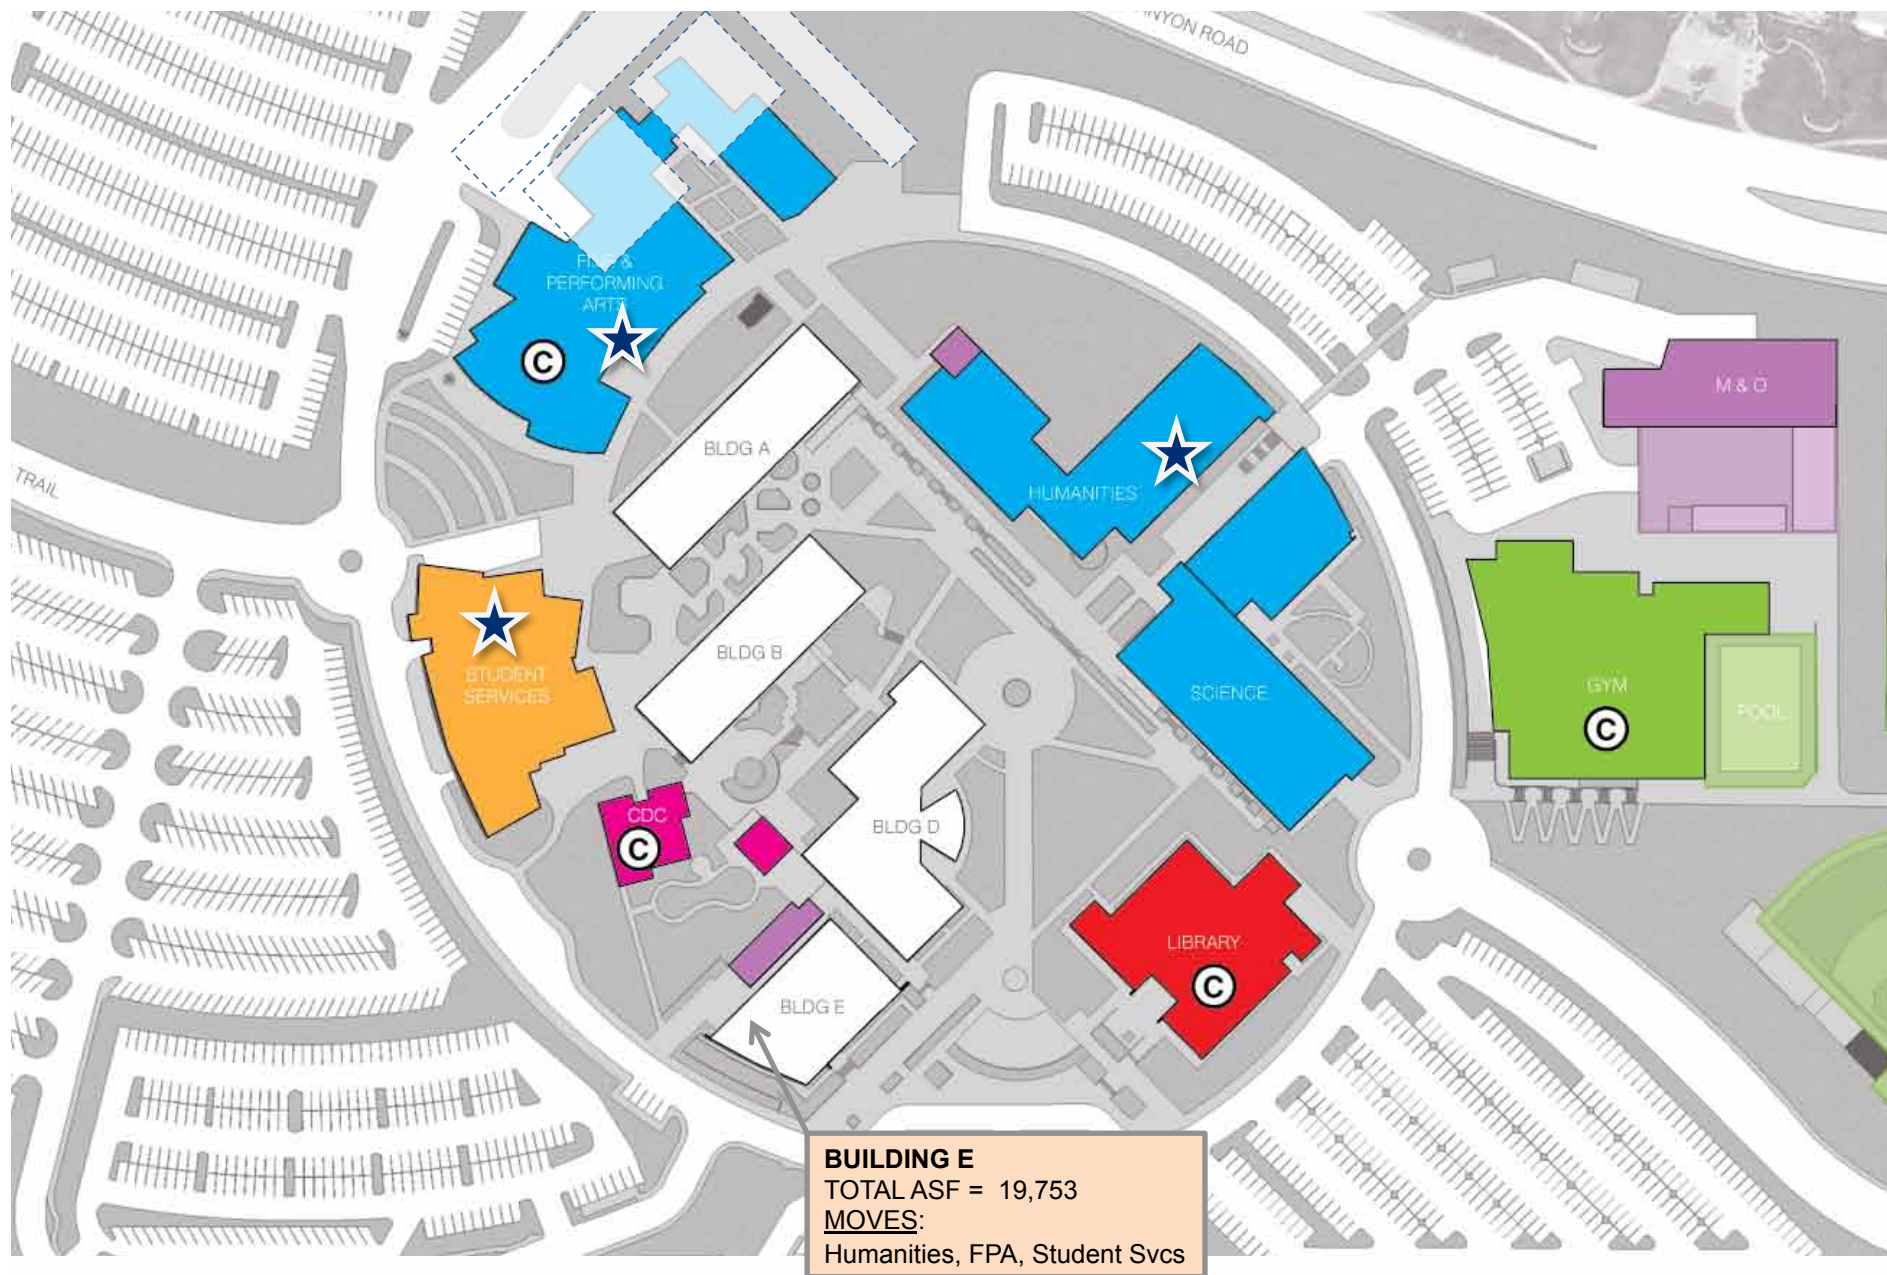 NYON ROAD
FINE &
PERFORMING
ARTS
C
BLDG A
M & O
HUMANITIES
TRAIL
BLDG B
STUDENT
SERVICES
SCIENCE
GYM
C
POOL
CDC
C
BLDG D
LIBRARY
C
BLDG E
BUILDING E
TOTAL ASF = 19,753
MOVES:
Humanities, FPA, Student Svcs